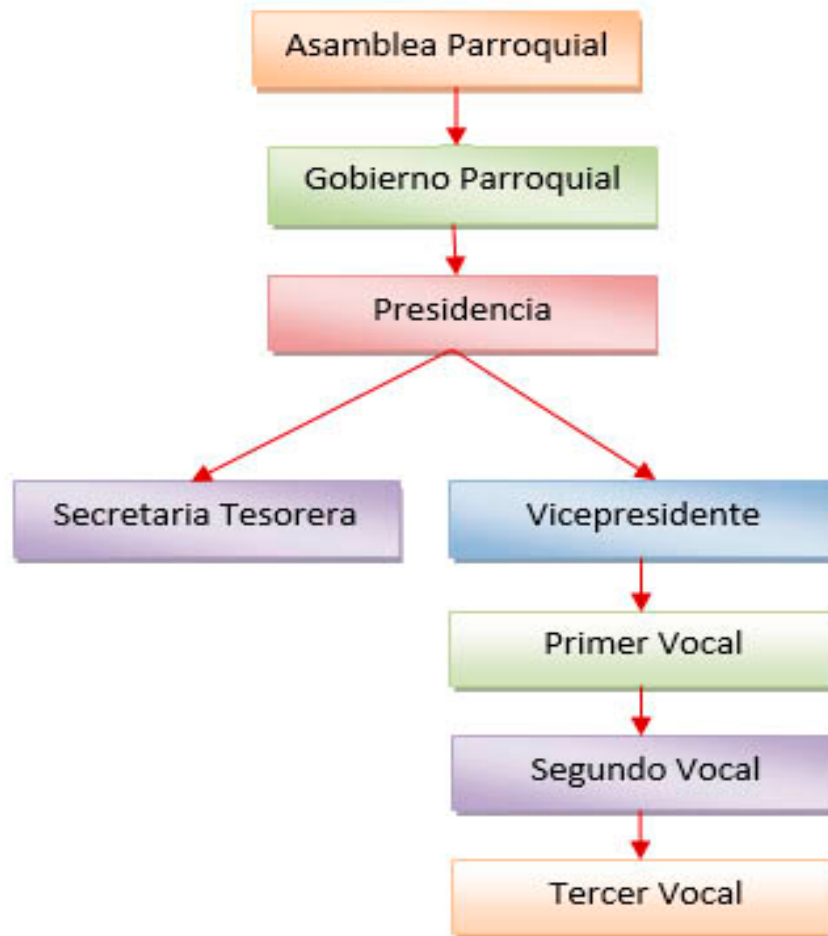 Asamblea Parroquial
Gobierno Parroquial
Presidencia
Secretaria Tesorera
Vicepresidente
Primer Vocal
Segundo Vocal
Tercer Vocal